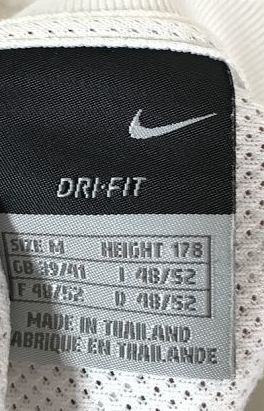 DRI-FIT
SIZE M HEIGHT 178
GB 39/41 I 48/52
F 48/52 D 48/52
MADE IN THAILAND
FABRIQUE EN THAILANDE